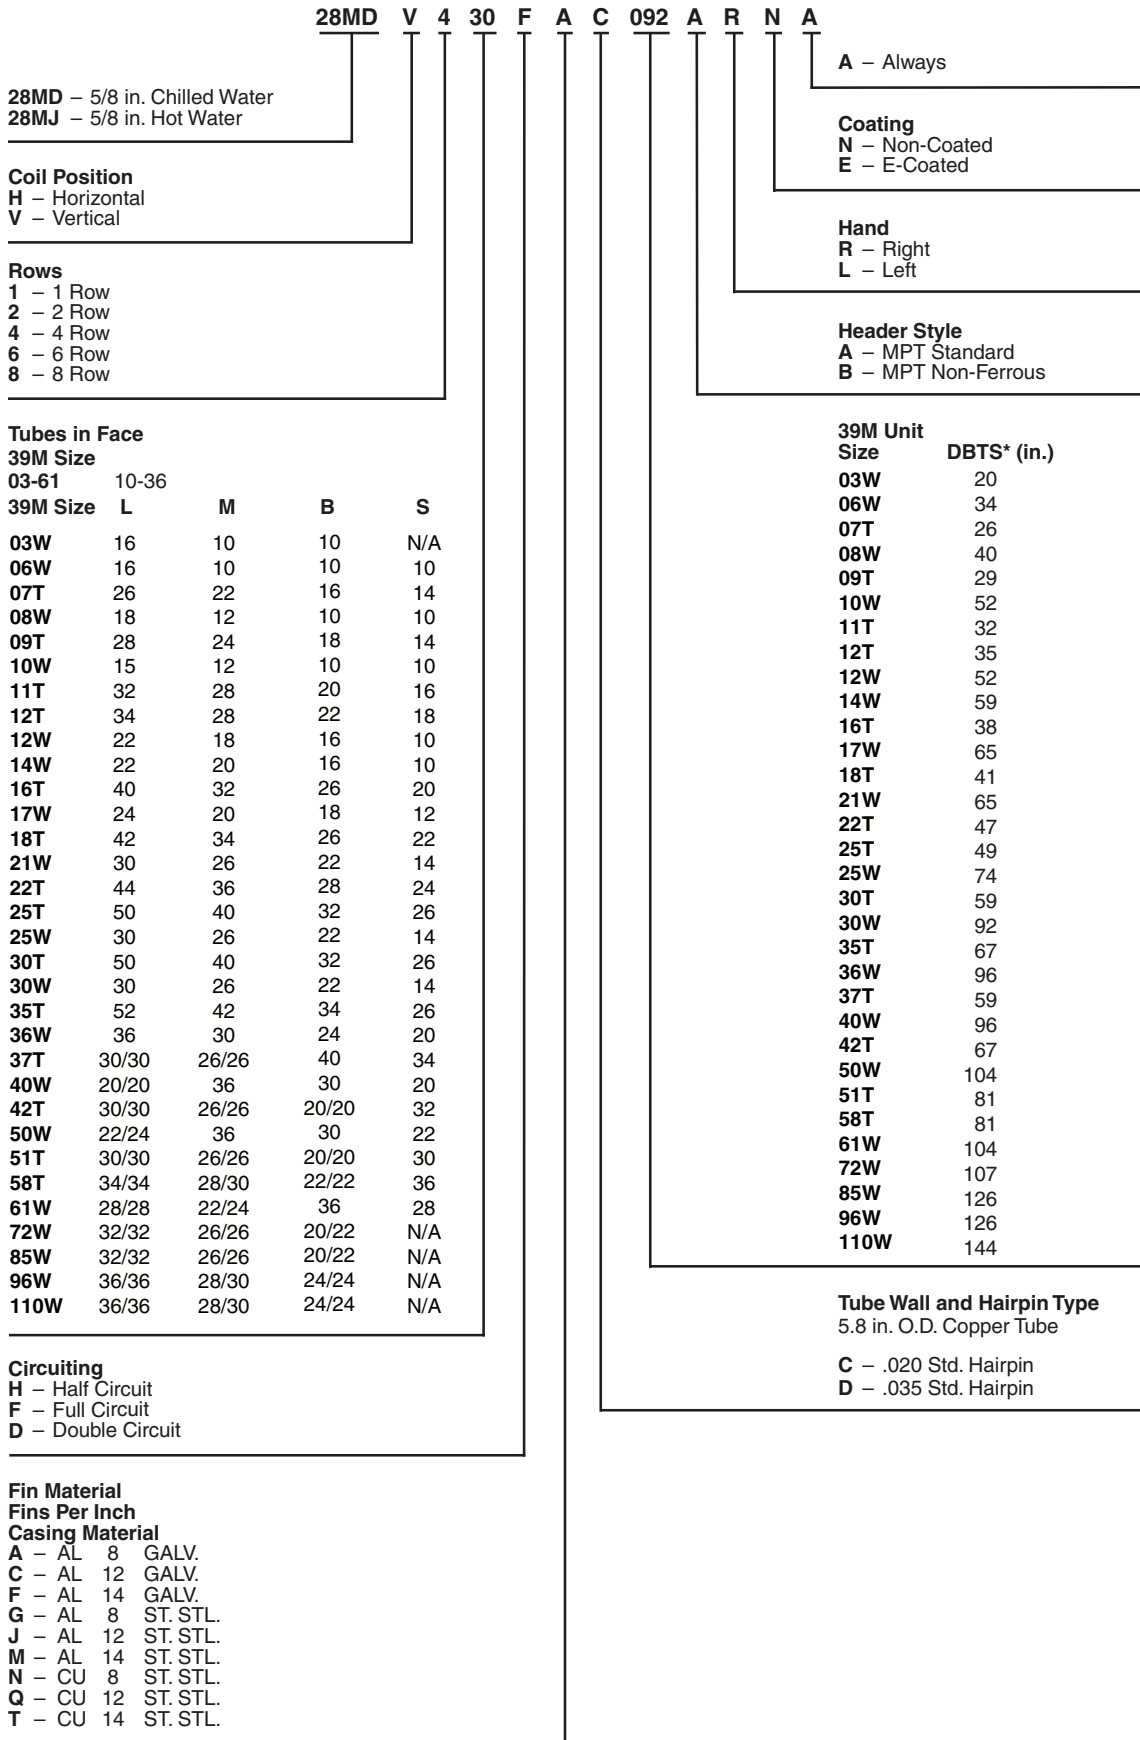 28MD V 4 30 F A C 092 A R N A
28MD – 5/8 in. Chilled Water
28MJ – 5/8 in. Hot Water
Coil Position
H – Horizontal
V – Vertical
Rows
1 – 1 Row
2 – 2 Row
4 – 4 Row
6 – 6 Row
8 – 8 Row
Tubes in Face
39M Size
03-61 10-36
39M Size L M B S
03W 16 10 10 N/A
06W 16 10 10 10
07T 26 22 16 14
08W 18 12 10 10
09T 28 24 18 14
10W 15 12 10 10
11T 32 28 20 16
12T 34 28 22 18
12W 22 18 16 10
14W 22 20 16 10
16T 40 32 26 20
17W 24 20 18 12
18T 42 34 26 22
21W 30 26 22 14
22T 44 36 28 24
25T 50 40 32 26
25W 30 26 22 14
30T 50 40 32 26
30W 30 26 22 14
35T 52 42 34 26
36W 36 30 24 20
37T 30/30 26/26 40 34
40W 20/20 36 30 20
42T 30/30 26/26 20/20 32
50W 22/24 36 30 22
51T 30/30 26/26 20/20 30
58T 34/34 28/30 22/22 36
61W 28/28 22/24 36 28
72W 32/32 26/26 20/22 N/A
85W 32/32 26/26 20/22 N/A
96W 36/36 28/30 24/24 N/A
110W 36/36 28/30 24/24 N/A
Circuiting
H – Half Circuit
F – Full Circuit
D – Double Circuit
Fin Material
Fins Per Inch
Casing Material
A – AL 8 GALV.
C – AL 12 GALV.
F – AL 14 GALV.
G – AL 8 ST. STL.
J – AL 12 ST. STL.
M – AL 14 ST. STL.
N – CU 8 ST. STL.
Q – CU 12 ST. STL.
T – CU 14 ST. STL.
A – Always
Coating
N – Non-Coated
E – E-Coated
Hand
R – Right
L – Left
Header Style
A – MPT Standard
B – MPT Non-Ferrous
39M Unit
Size DBTS* (in.)
03W 20
06W 34
07T 26
08W 40
09T 29
10W 52
11T 32
12T 35
12W 52
14W 59
16T 38
17W 65
18T 41
21W 65
22T 47
25T 49
25W 74
30T 59
30W 92
35T 67
36W 96
37T 59
40W 96
42T 67
50W 104
51T 81
58T 81
61W 104
72W 107
85W 126
96W 126
110W 144
Tube Wall and Hairpin Type
5.8 in. O.D. Copper Tube
C – .020 Std. Hairpin
D – .035 Std. Hairpin